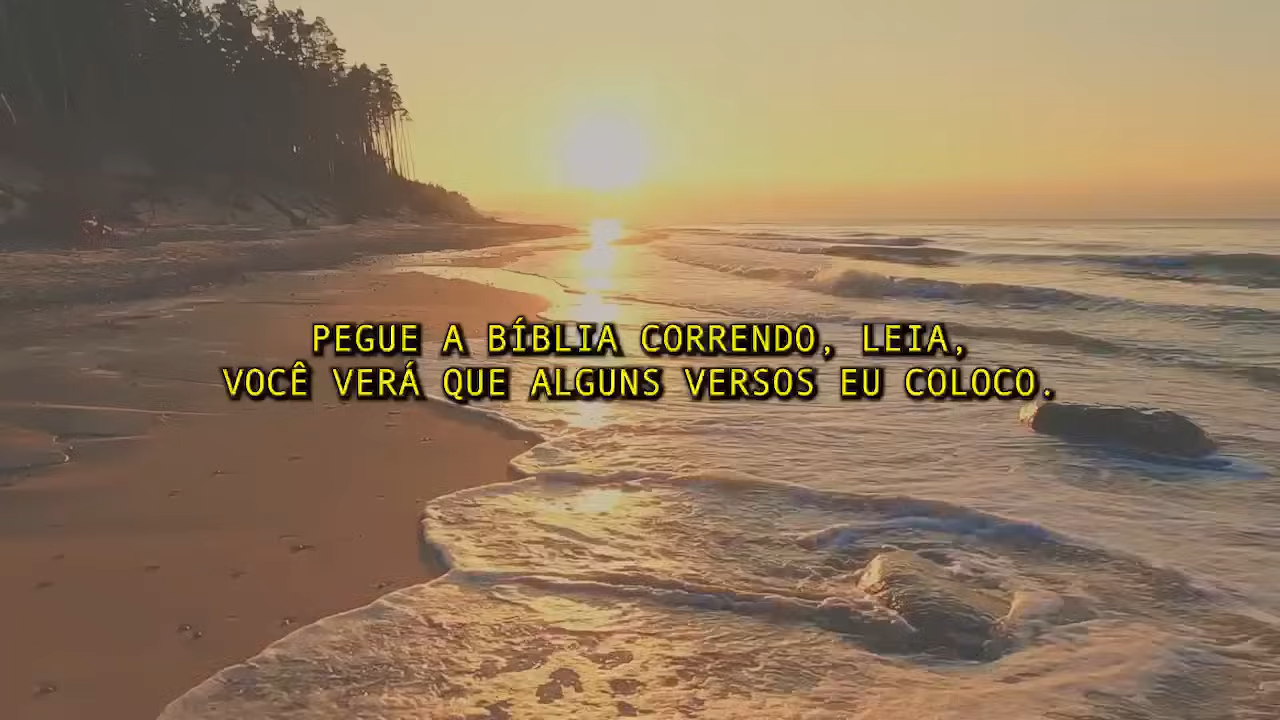 PEGUE A BÍBLIA CORRENDO, LEIA,
VOCÊ VERÁ QUE ALGUNS VERSOS EU COLOCO.